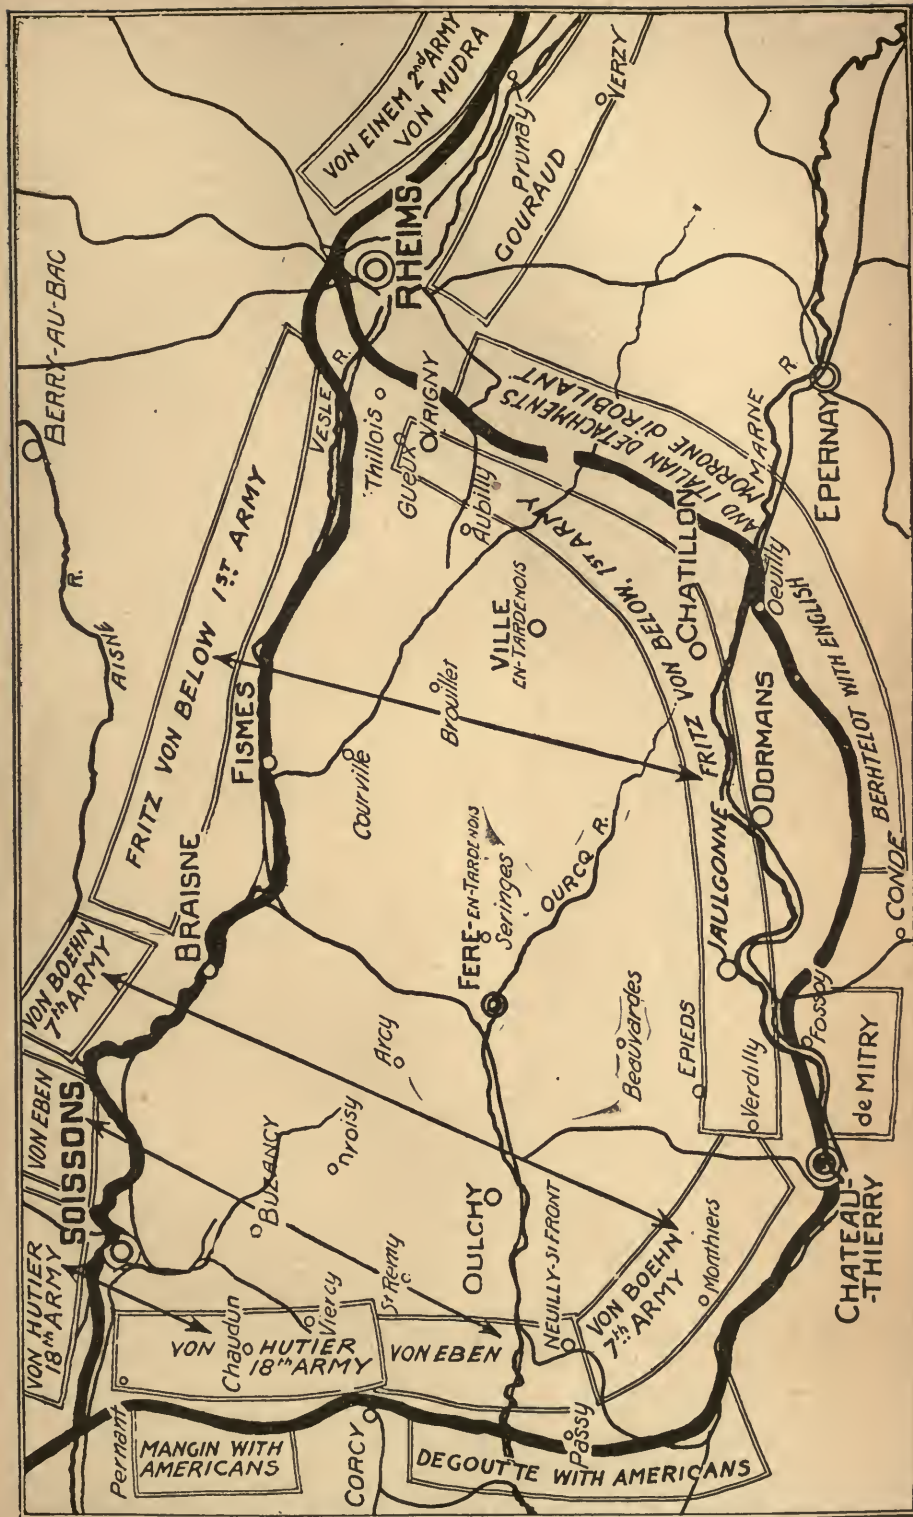 VON EINEM 2nd ARMY
VON MUDRA
VERZY
Prunay
GOURAUD
RHEIMS
BERRY-AU-BAC
AISNE
R.
VESLE R.
FRITZ VON BELOW 1ST ARMY
Thillois
Gueux
VRIGNY
Aubilly
ITALIAN DETACHMENTS
AND MORRONE di ROBILANT
MARNE
R.
EPERNAY
CHATILLON
Oeuilly
BERHTELOT WITH ENGLISH
FRITZ VON BELOW, 1ST ARMY
VILLE
EN-TARDENOIS
Brouillet
Courville
FISMES
BRAISNE
VON BOEHN
7th ARMY
FERE-EN-TARDENOIS
Seringes
OURCQ R.
DORMANS
JAULGONNE
CONDE
Fossoy
de MITRY
Beauvardes
EPIEDS
Verdilly
Arcy
VON EBEN
SOISSONS
BUZANCY
OULCHY
NEUILLY-St FRONT
VON BOEHN
7th ARMY
Monthiers
CHATEAU-
-THIERRY
VON HUTIER
18th ARMY
St Remy
Vierzy
Chaudun
VON HUTIER
18th ARMY
VON EBEN
Pernant
MANGIN WITH
AMERICANS
CORCY
Passy
DEGOUTTE WITH AMERICANS